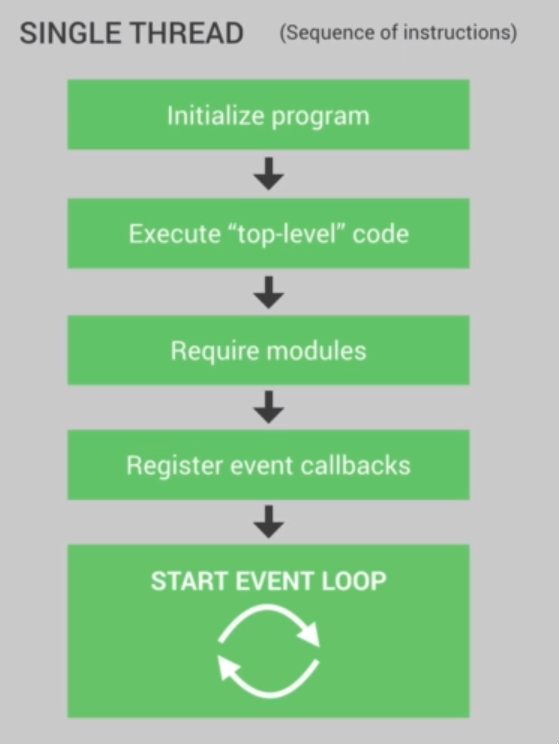 SINGLE THREAD (Sequence of instructions)
Initialize program
Execute “top-level” code
Require modules
Register event callbacks
START EVENT LOOP